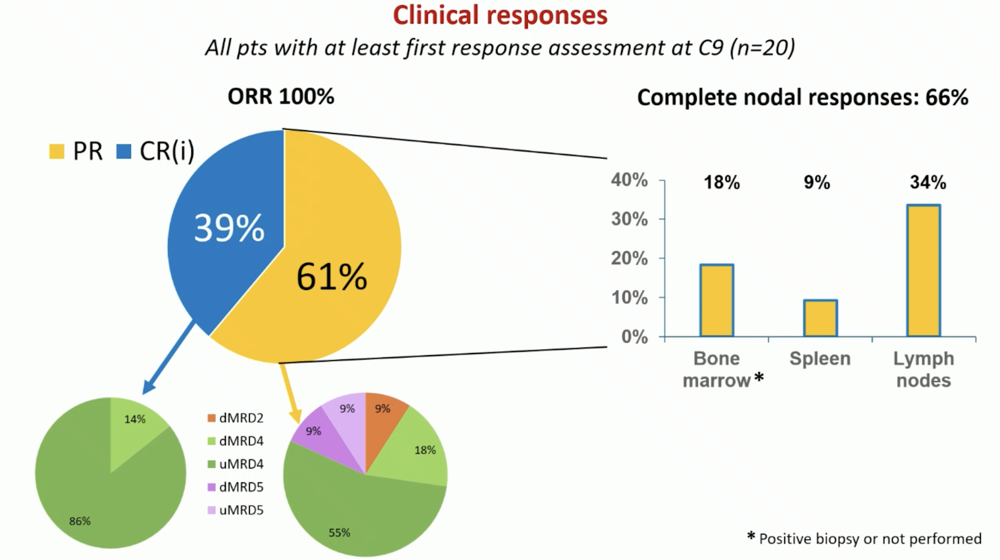 Clinical responses
All pts with at least first response assessment at C9 (n=20)
ORR 100%
PR CR(i)
39%
61%
Complete nodal responses: 66%
40%
30%
20%
10%
0%
18% 9% 34%
Bone marrow*
Spleen
Lymph nodes
14%
86%
dMRD2
dMRD4
uMRD4
dMRD5
uMRD5
9%
9%
18%
9%
55%
* Positive biopsy or not performed